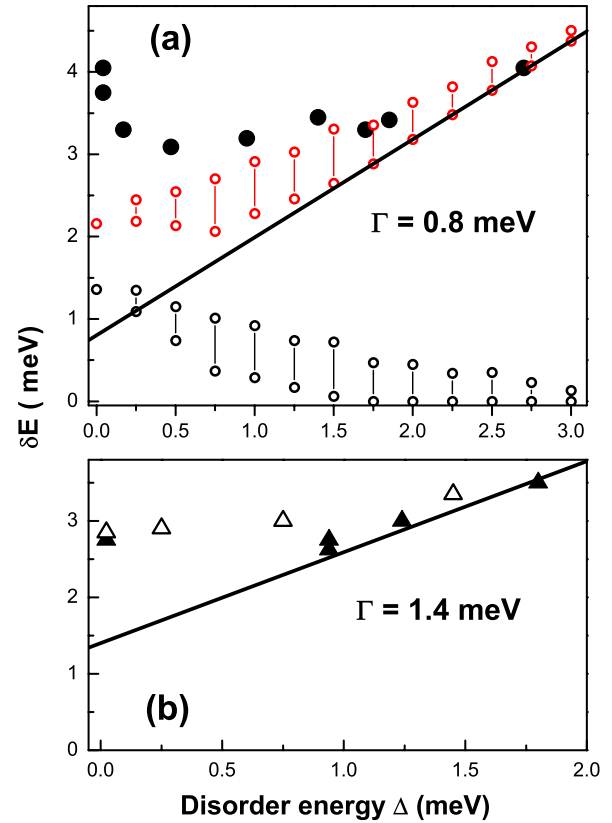 (a)
4
3
2
1
0
Γ = 0.8 meV
0.0 0.5 1.0 1.5 2.0 2.5 3.0
δE ( meV)
3
2
1
0
Γ = 1.4 meV
(b)
0.0 0.5 1.0 1.5 2.0
Disorder energy Δ (meV)